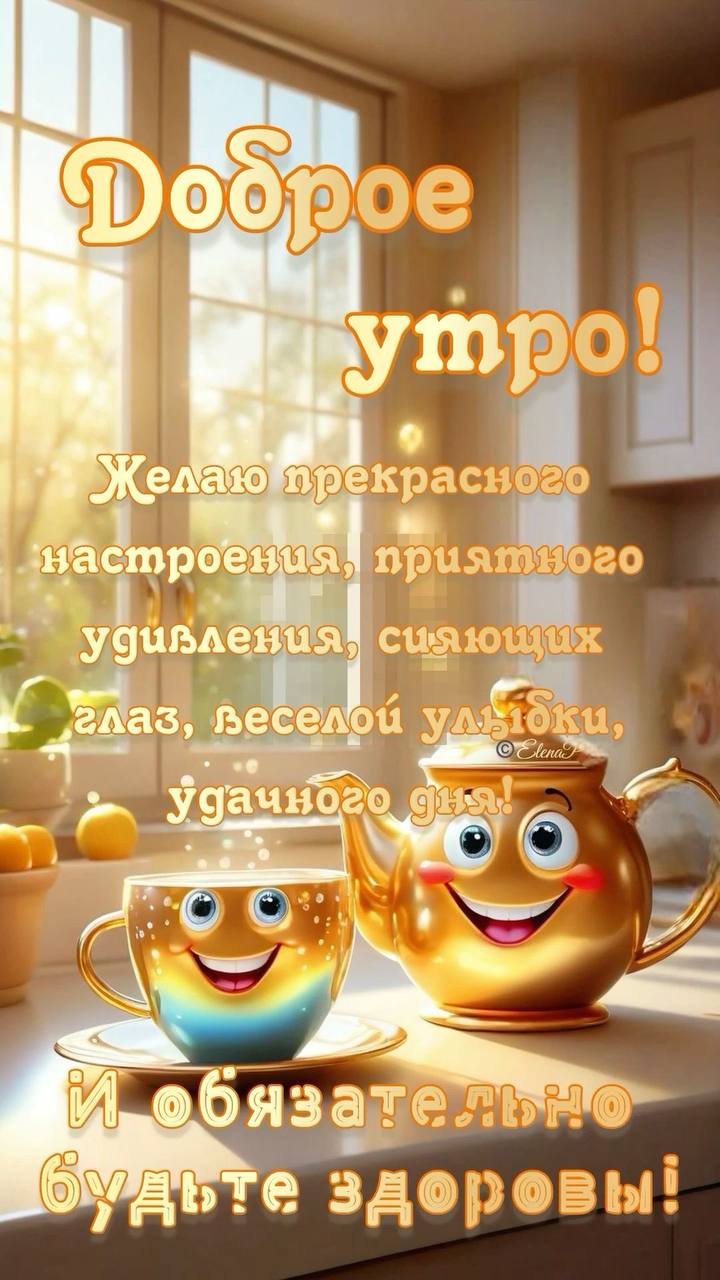 Доброе
утро!
Желаю прекрасного
настроения, приятного
удивления, сияющих
глаз, веселой улыбки,
© ElenaP
удачного дня!
И обязательно
будьте здоровы!